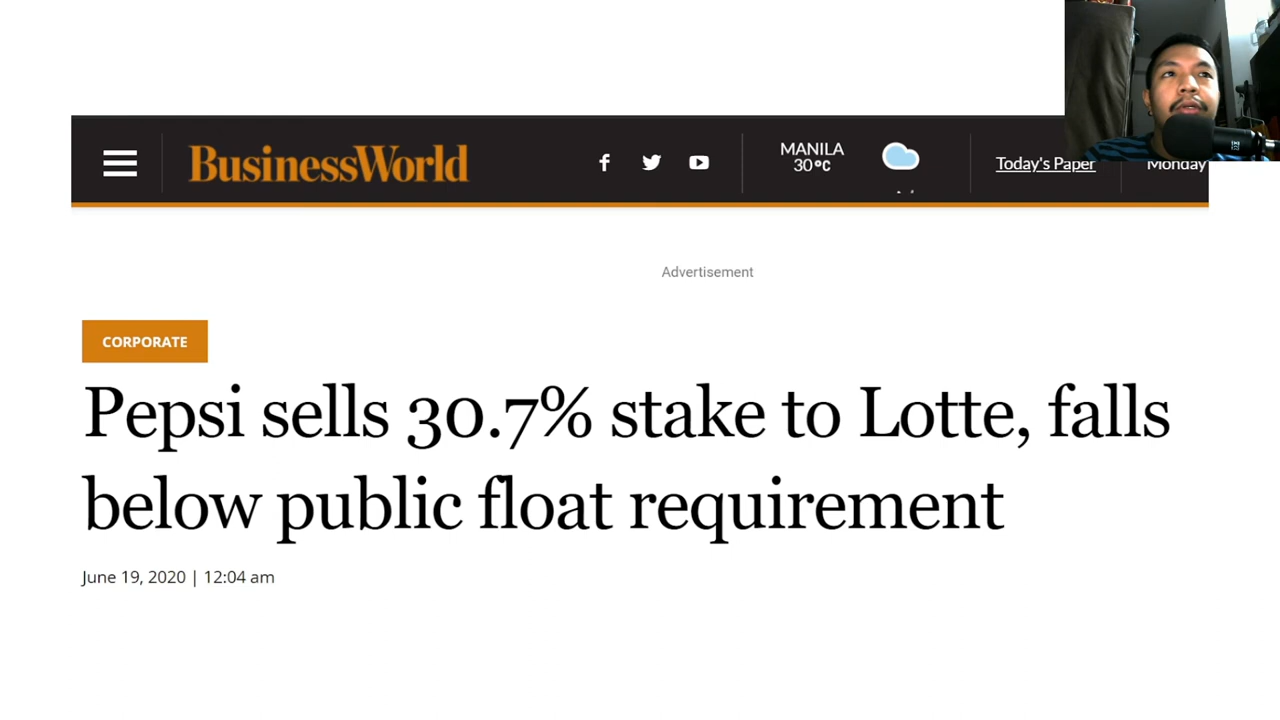 BusinessWorld
MANILA
30°C
Today's Paper
Monday
Advertisement
CORPORATE
Pepsi sells 30.7% stake to Lotte, falls
below public float requirement
June 19, 2020 | 12:04 am